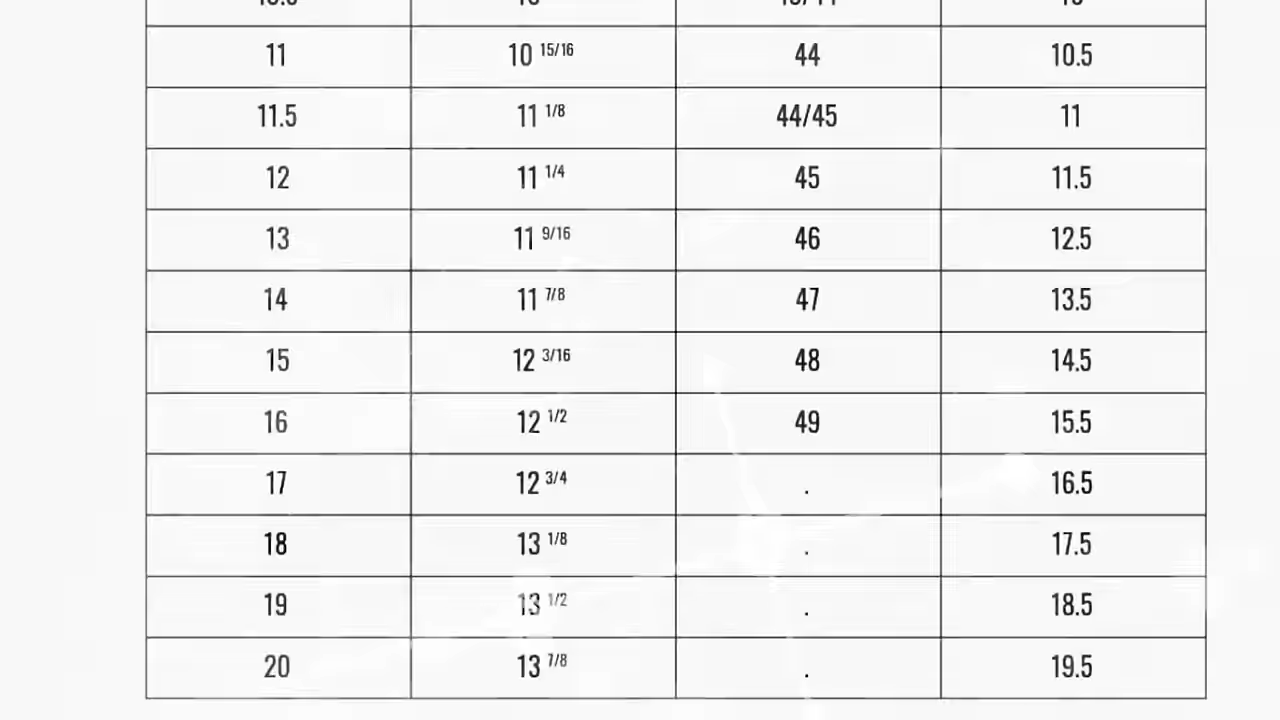 11 10 15/16 44 10.5
11.5 11 1/8 44/45 11
12 11 1/4 45 11.5
13 11 9/16 46 12.5
14 11 7/8 47 13.5
15 12 3/16 48 14.5
16 12 1/2 49 15.5
17 12 3/4 . 16.5
18 13 1/8 . 17.5
19 13 1/2 . 18.5
20 13 7/8 . 19.5